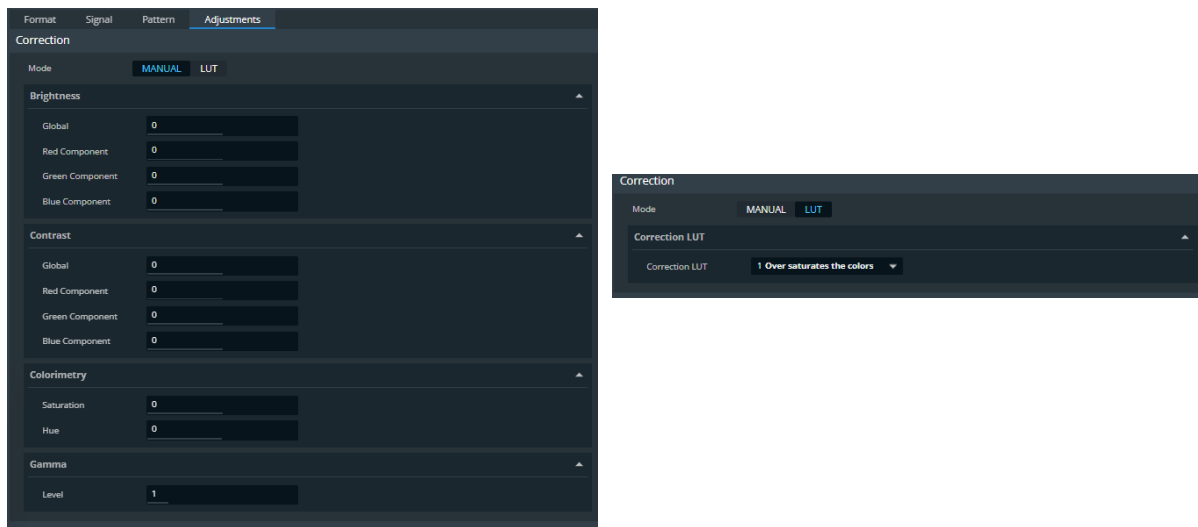 Format Signal Pattern Adjustments
Correction
Mode MANUAL LUT
Brightness
Global 0
Red Component 0
Green Component 0
Blue Component 0
Contrast
Global 0
Red Component 0
Green Component 0
Blue Component 0
Colorimetry
Saturation 0
Hue 0
Gamma
Level 1
Correction
Mode MANUAL LUT
Correction LUT
Correction LUT 1 Over saturates the colors